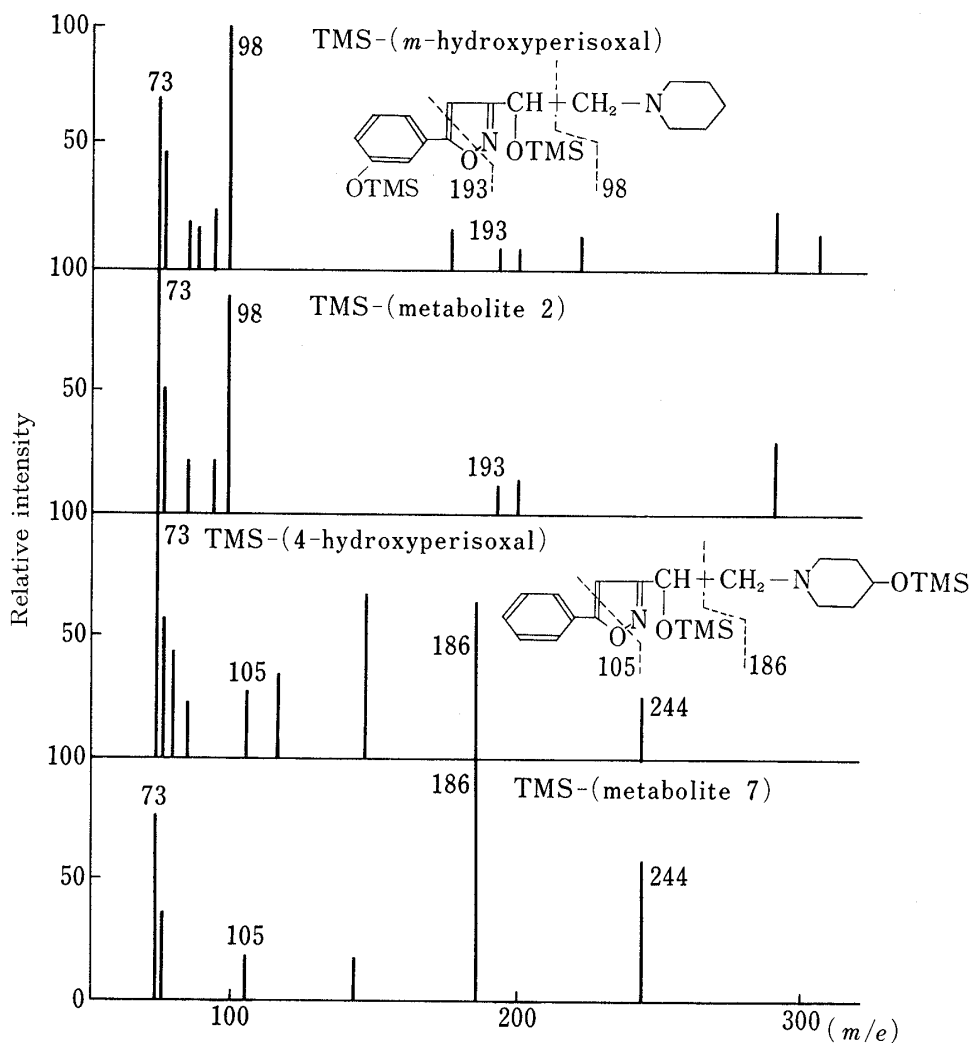 100
98
TMS-(m-hydroxyperisoxal)
73
CH
CH₂
N
50
N
O
OTMS
OTMS
193
98
193
100
73
98
TMS-(metabolite 2)
50
193
Relative intensity
100
73
TMS-(4-hydroxyperisoxal)
CH
CH₂
N
OTMS
N
O
OTMS
50
186
105
105
186
244
100
186
TMS-(metabolite 7)
73
50
244
105
0
100
200
300
(m/e)